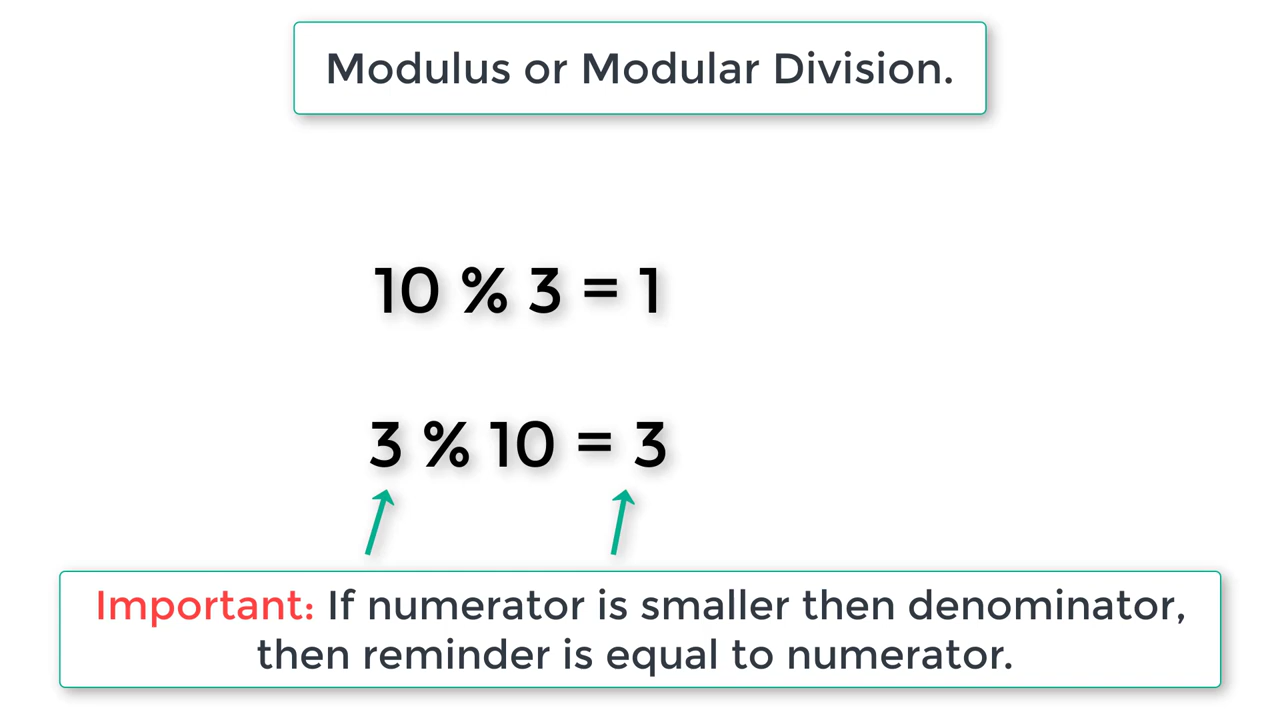 Modulus or Modular Division.
10 % 3 = 1
3 % 10 = 3
Important: If numerator is smaller then denominator,
then reminder is equal to numerator.